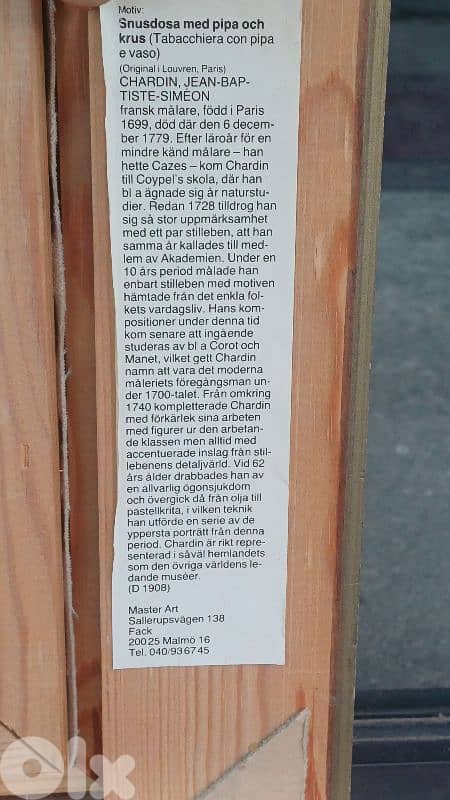 Motiv:
Snusdosa med pipa och
krus (Tabacchiera con pipa
e vaso)
(Original i Louvren, Paris)
CHARDIN, JEAN-BAP-
TISTE-SIMÉON
fransk målare, född i Paris
1699, död där den 6 decem-
ber 1779. Efter läroår för en
mindre känd målare – han
hette Cazes – kom Chardin
till Coypel's skola, där han
bl a ägnade sig åt naturstu-
dier. Redan 1728 tilldrog han
sig så stor uppmärksamhet
med ett par stilleben, att han
samma år kallades till med-
lem av Akademien. Under en
10 års period målade han
enbart stilleben med motiven
hämtade från det enkla fol-
kets vardagsliv. Hans kom-
positioner under denna tid
kom senare att ingående
studeras av bl a Corot och
Manet, vilket gett Chardin
namn att vara det moderna
måleriets föregångsman un-
der 1700-talet. Från omkring
1740 kompletterade Chardin
med förkärlek sina arbeten
med figurer ur den arbetan-
de klassen men alltid med
accentuerade inslag från stil-
lebenens detaljvärld. Vid 62
års ålder drabbades han av
en allvarlig ögonsjukdom
och övergick då från olja till
pastellkrita, i vilken teknik
han utförde en serie av de
yppersta porträtt från denna
period. Chardin är rikt repre-
senterad i såväl hemlandets
som den övriga världens le-
dande muséer.
(D 1908)
Master Art
Sallerupsvägen 138
Fack
20025 Malmö 16
Tel. 040/936745
olx